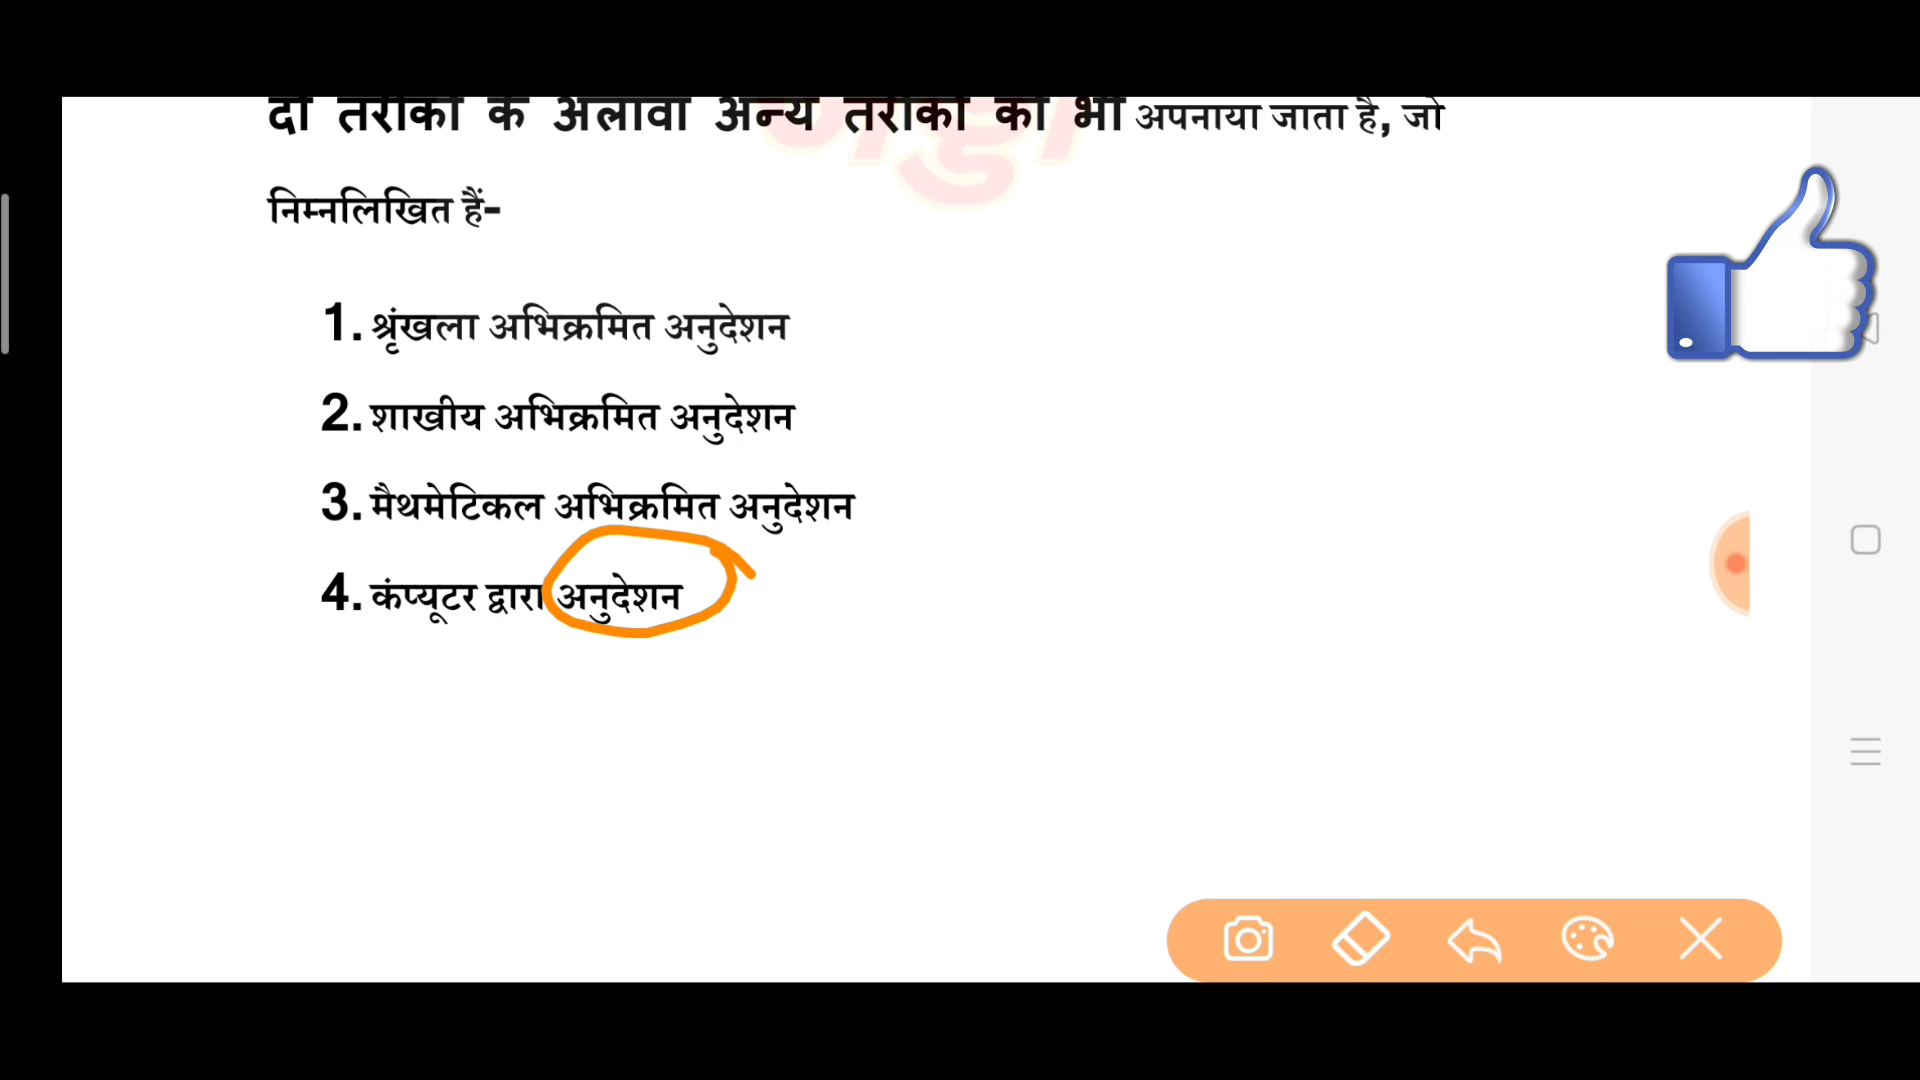 दो तरीकों के अलावा अन्य तरीकों को भी अपनाया जाता है, जो
निम्नलिखित हैं-
1. श्रृंखला अभिक्रमित अनुदेशन
2. शाखीय अभिक्रमित अनुदेशन
3. मैथमेटिकल अभिक्रमित अनुदेशन
4. कंप्यूटर द्वारा अनुदेशन